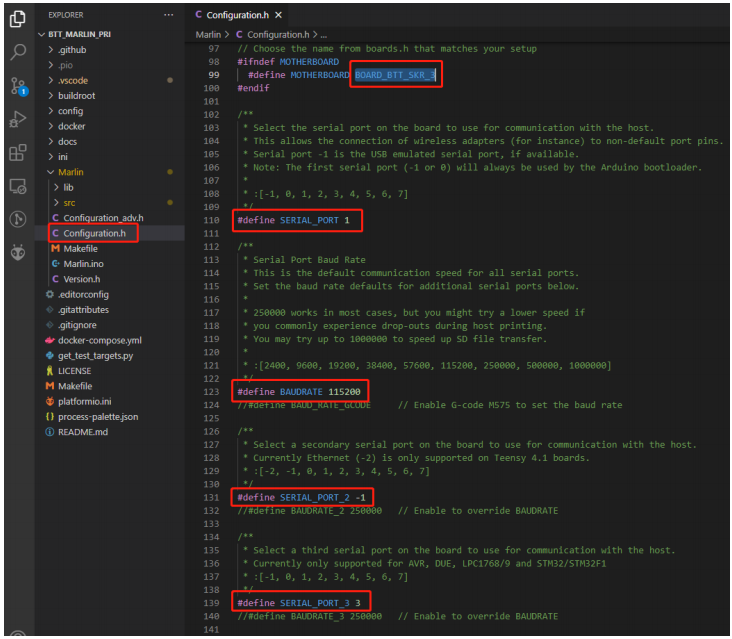 EXPLORER
BTT_MARLIN_PRI
.github
.pio
.vscode
buildroot
config
docker
docs
ini
Marlin
lib
src
Configuration_adv.h
Configuration.h
Makefile
Marlin.ino
Version.h
.editorconfig
.gitattributes
.gitignore
docker-compose.yml
get_test_targets.py
LICENSE
Makefile
platformio.ini
process-palette.json
README.md
1
C Configuration.h ×
Marlin > C Configuration.h > ...
97 // Choose the name from boards.h that matches your setup
98 #ifndef MOTHERBOARD
99 #define MOTHERBOARD BOARD_BTT_SKR_3
100 #endif
101
102 /**
103 * Select the serial port on the board to use for communication with the host.
104 * This allows the connection of wireless adapters (for instance) to non-default port pins.
105 * Serial port -1 is the USB emulated serial port, if available.
106 * Note: The first serial port (-1 or 0) will always be used by the Arduino bootloader.
107 *
108 * :[-1, 0, 1, 2, 3, 4, 5, 6, 7]
109 */
110 #define SERIAL_PORT 1
111
112 /**
113 * Serial Port Baud Rate
114 * This is the default communication speed for all serial ports.
115 * Set the baud rate defaults for additional serial ports below.
116 *
117 * 250000 works in most cases, but you might try a lower speed if
118 * you commonly experience drop-outs during host printing.
119 * You may try up to 1000000 to speed up SD file transfer.
120 *
121 * :[2400, 9600, 19200, 38400, 57600, 115200, 250000, 500000, 1000000]
122 */
123 #define BAUDRATE 115200
124 //#define BAUD_RATE_GCODE // Enable G-code M575 to set the baud rate
125
126 /**
127 * Select a secondary serial port on the board to use for communication with the host.
128 * Currently Ethernet (-2) is only supported on Teensy 4.1 boards.
129 * :[-2, -1, 0, 1, 2, 3, 4, 5, 6, 7]
130 */
131 #define SERIAL_PORT_2 -1
132 //#define BAUDRATE_2 250000 // Enable to override BAUDRATE
133
134 /**
135 * Select a third serial port on the board to use for communication with the host.
136 * Currently only supported for AVR, DUE, LPC1768/9 and STM32/STM32F1
137 * :[-1, 0, 1, 2, 3, 4, 5, 6, 7]
138 */
139 #define SERIAL_PORT_3 3
140 //#define BAUDRATE_3 250000 // Enable to override BAUDRATE
141